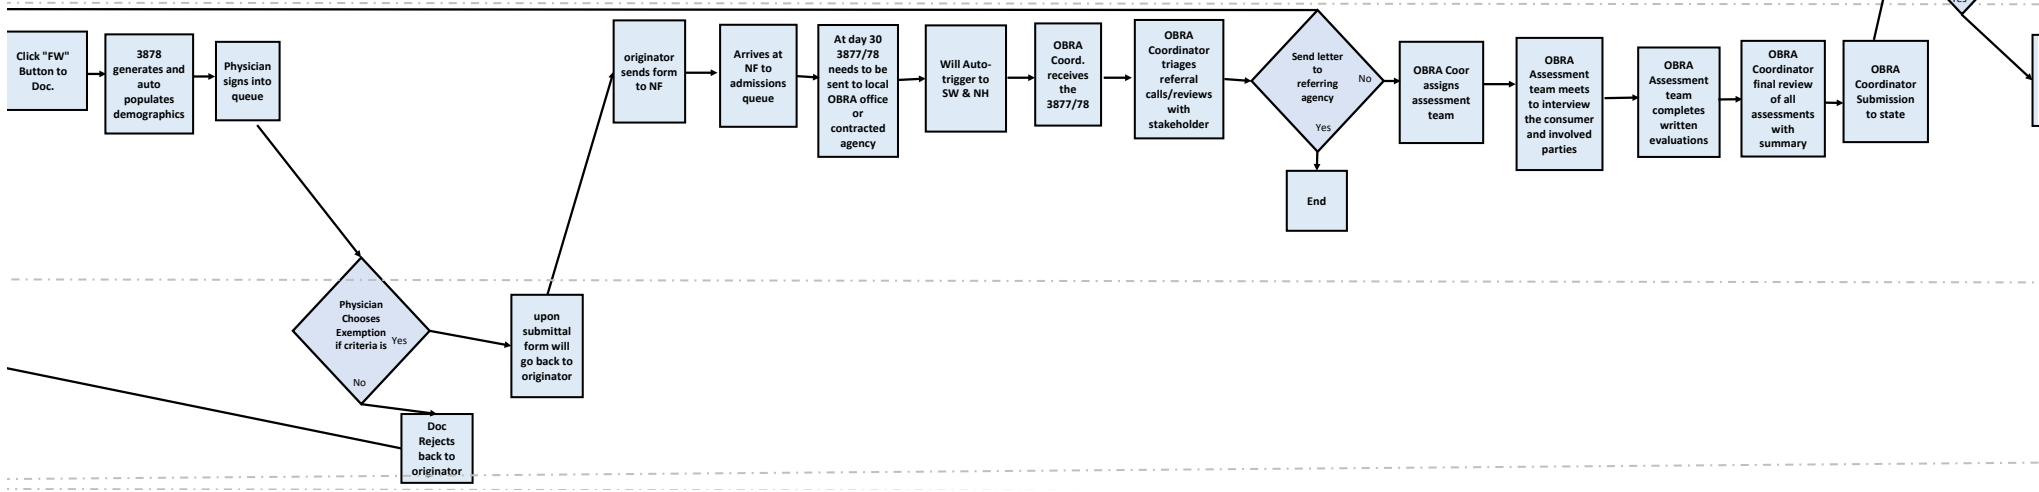 Click "FW"
Button to
Doc.
3878
generates and
auto
populates
demographics
Physician
signs into
queue
originator
sends form
to NF
Arrives at
NF to
admissions
queue
At day 30
3877/78
needs to be
sent to local
OBRA office
or
contracted
agency
Will Auto-
trigger to
SW & NH
OBRA
Coord.
receives
the
3877/78
OBRA
Coordinator
triages
referral
calls/reviews
with
stakeholder
Send letter
to
referring
agency
No
Yes
End
OBRA Coor
assigns
assessment
team
OBRA
Assessment
team meets
to interview
the consumer
and involved
parties
OBRA
Assessment
team
completes
written
evaluations
OBRA
Coordinator
final review
of all
assessments
with
summary
OBRA
Coordinator
Submission
to state
Yes
Physician
Chooses
Exemption
if criteria is
Yes
No
upon
submittal
form will
go back to
originator
Doc
Rejects
back to
originator